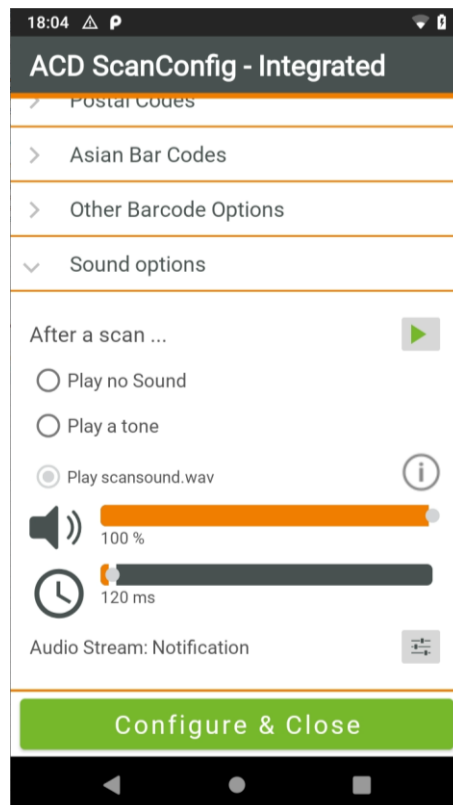 18:04
ACD ScanConfig - Integrated
Postal Codes
Asian Bar Codes
Other Barcode Options
Sound options
After a scan ...
Play no Sound
Play a tone
Play scansound.wav
100 %
120 ms
Audio Stream: Notification
Configure & Close